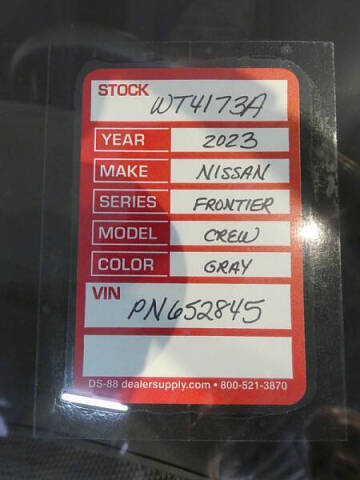 STOCK
WT4173A
YEAR 2023
MAKE NISSAN
SERIES FRONTIER
MODEL CREW
COLOR GRAY
VIN
PN652845
DS-88 dealersupply.com • 800-521-3870